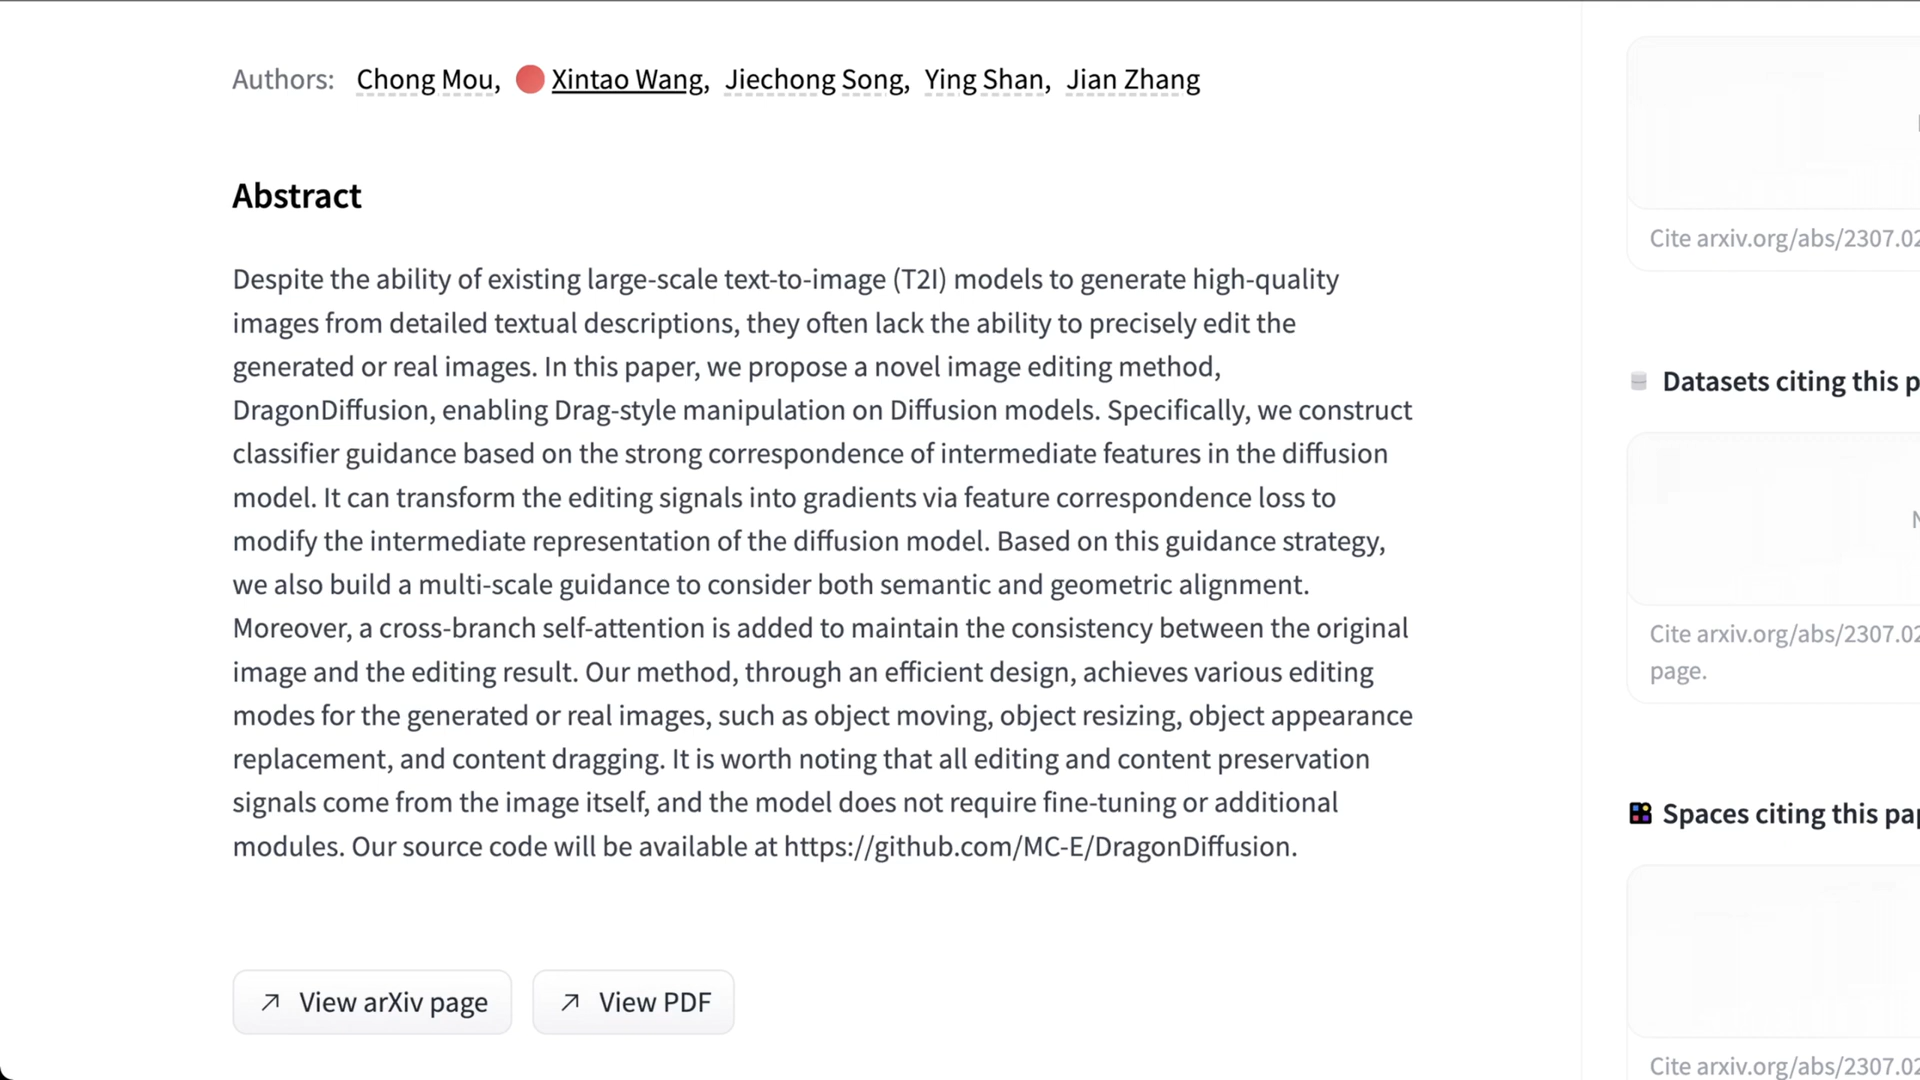 Authors: Chong Mou, Xintao Wang, Jiechong Song, Ying Shan, Jian Zhang
Abstract
Despite the ability of existing large-scale text-to-image (T2I) models to generate high-quality
images from detailed textual descriptions, they often lack the ability to precisely edit the
generated or real images. In this paper, we propose a novel image editing method,
DragonDiffusion, enabling Drag-style manipulation on Diffusion models. Specifically, we construct
classifier guidance based on the strong correspondence of intermediate features in the diffusion
model. It can transform the editing signals into gradients via feature correspondence loss to
modify the intermediate representation of the diffusion model. Based on this guidance strategy,
we also build a multi-scale guidance to consider both semantic and geometric alignment.
Moreover, a cross-branch self-attention is added to maintain the consistency between the original
image and the editing result. Our method, through an efficient design, achieves various editing
modes for the generated or real images, such as object moving, object resizing, object appearance
replacement, and content dragging. It is worth noting that all editing and content preservation
signals come from the image itself, and the model does not require fine-tuning or additional
modules. Our source code will be available at https://github.com/MC-E/DragonDiffusion.
View arXiv page
View PDF
Cite arxiv.org/abs/2307.02
Datasets citing this p
Cite arxiv.org/abs/2307.02
page.
Spaces citing this pap
Cite arxiv.org/abs/2307.02